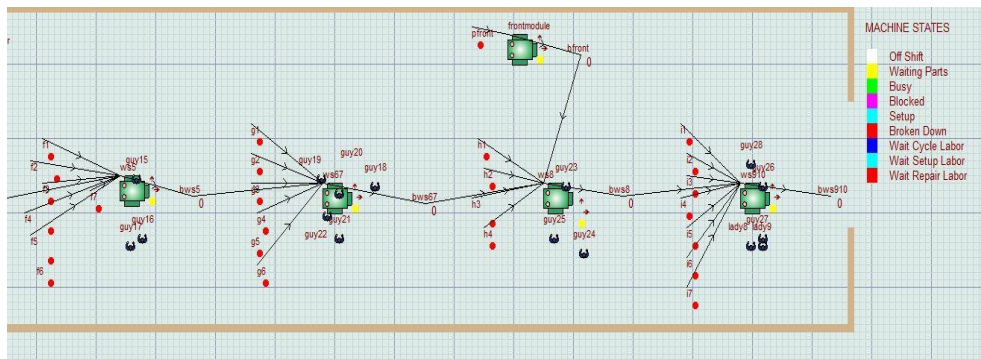 frontmodule
pfront
bfront
0
MACHINE STATES
Off Shift
Waiting Parts
Busy
Blocked
Setup
Broken Down
Wait Cycle Labor
Wait Setup Labor
Wait Repair Labor
r
f1
f2
f3
f4
f5
f6
f7
ws5
guy15
guy16
guy17
bws5
0
g1
g2
g3
g4
g5
g6
guy19
guy20
guy18
ws67
guy21
guy22
bws67
0
h1
h2
h3
h4
guy23
ws8
guy25
guy24
bws8
0
i1
i2
i3
i4
i5
i6
i7
guy28
guy26
ws910
guy27
lady8
lady9
bws910
0